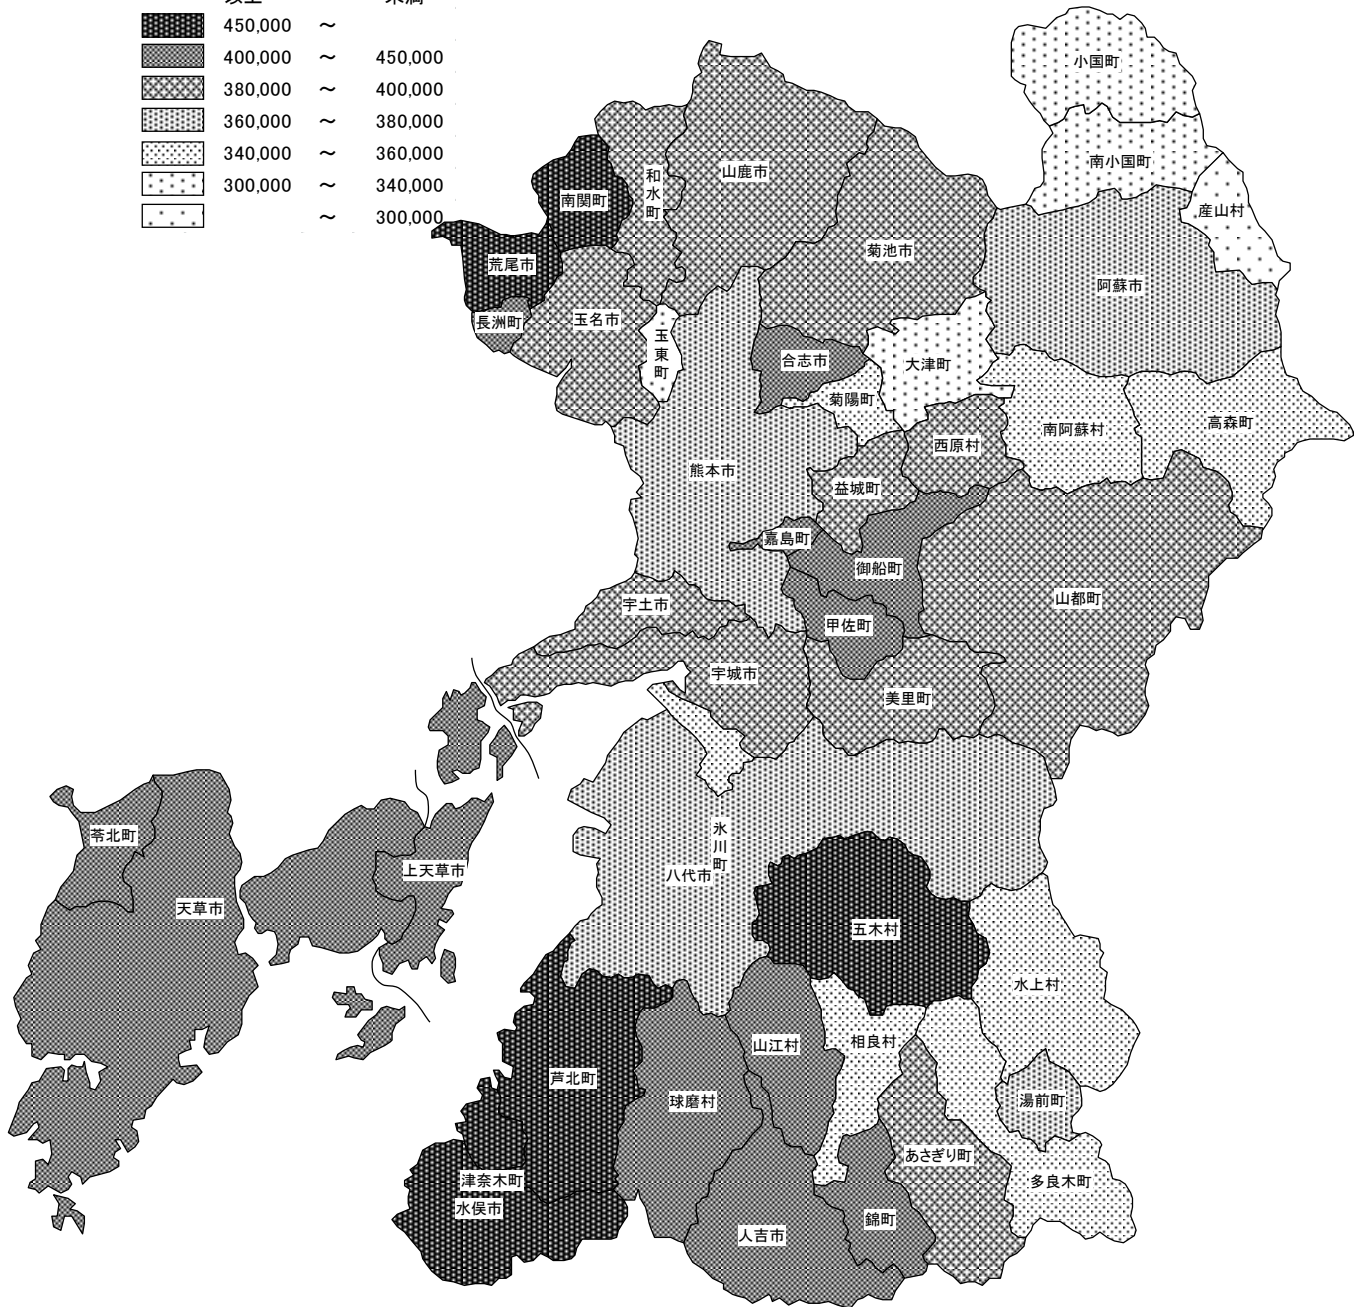 以上 未満
450,000 ～
400,000 ～ 450,000
380,000 ～ 400,000
360,000 ～ 380,000
340,000 ～ 360,000
300,000 ～ 340,000
～ 300,000
小国町
南小国町
産山村
山鹿市
和水町
南関町
菊池市
荒尾市
阿蘇市
長洲町
玉名市
玉東町
合志市
大津町
菊陽町
高森町
南阿蘇村
西原村
熊本市
益城町
嘉島町
御船町
山都町
宇土市
甲佐町
宇城市
美里町
氷川町
苓北町
上天草市
八代市
天草市
五木村
水上村
相良村
山江村
芦北町
球磨村
湯前町
あさぎり町
多良木町
津奈木町
水俣市
錦町
人吉市